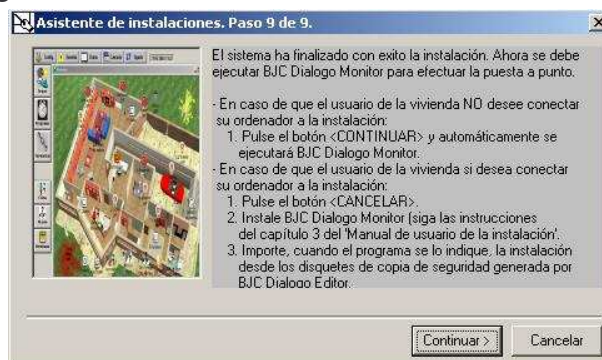 Asistente de instalaciones. Paso 9 de 9.
El sistema ha finalizado con exito la instalación. Ahora se debe
ejecutar BJC Dialogo Monitor para efectuar la puesta a punto.
- En caso de que el usuario de la vivienda NO desee conectar
su ordenador a la instalación:
1. Pulse el botón <CONTINUAR> y automáticamente se
ejecutará BJC Dialogo Monitor.
- En caso de que el usuario de la vivienda si desea conectar
su ordenador a la instalación:
1. Pulse el botón <CANCELAR>.
2. Instale BJC Dialogo Monitor (siga las instrucciones
del capítulo 3 del 'Manual de usuario de la instalación'.
3. Importe, cuando el programa se lo indique, la instalación
desde los disquetes de copia de seguridad generada por
BJC Dialogo Editor.
Continuar >
Cancelar